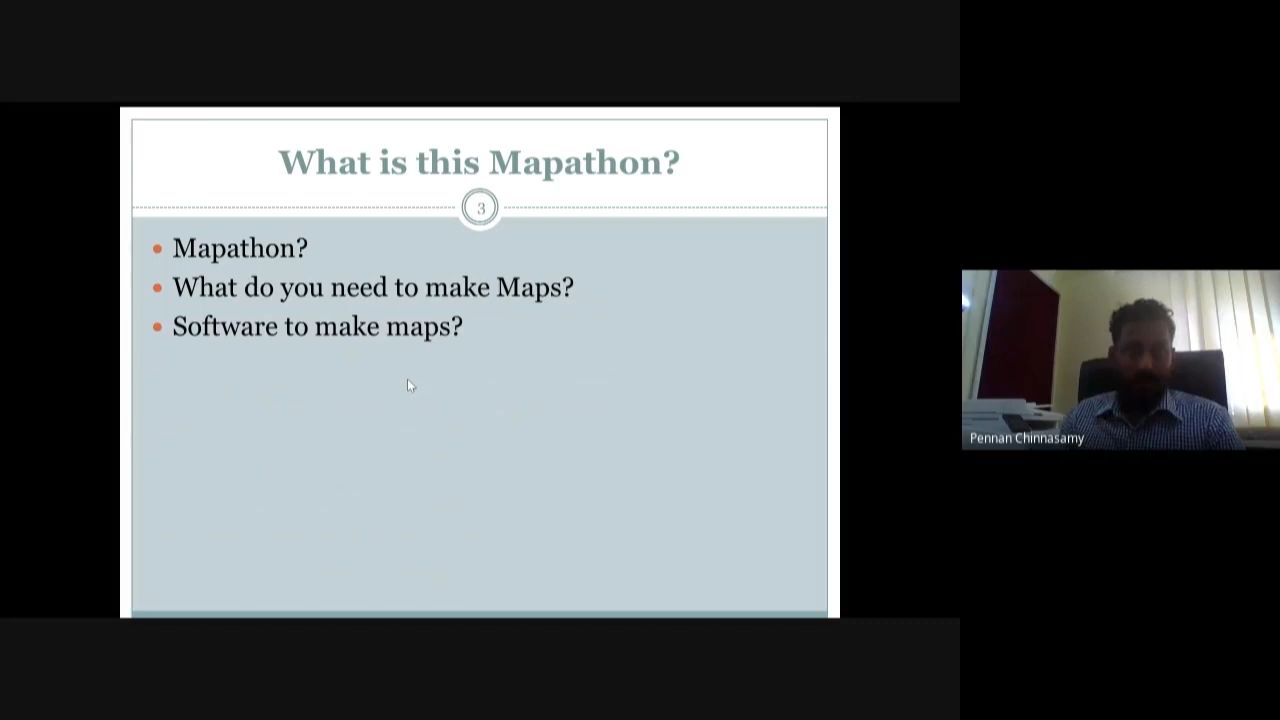 What is this Mapathon?
3
Mapathon?
What do you need to make Maps?
Software to make maps?
Pennan Chinnasamy